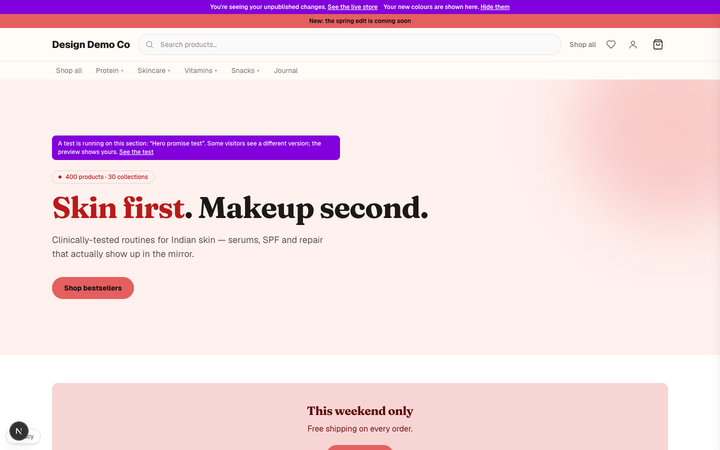 You're seeing your unpublished changes. See the live store Your new colours are shown here. Hide them
New: the spring edit is coming soon
Design Demo Co
Search products...
Shop all
Shop all
Protein
Skincare
Vitamins
Snacks
Journal
A test is running on this section: "Hero promise test". Some visitors see a different version; the
preview shows yours. See the test
400 products · 30 collections
Skin first. Makeup second.
Clinically-tested routines for Indian skin — serums, SPF and repair
that actually show up in the mirror.
Shop bestsellers
This weekend only
Free shipping on every order.
N